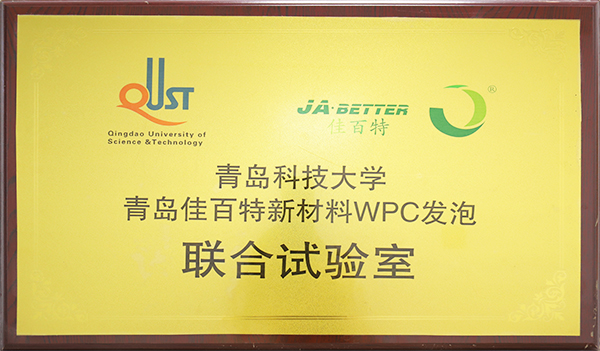 QUST
Qingdao University of
Science &Technology
JA·BETTER
佳百特
®
青岛科技大学
青岛佳百特新材料WPC发泡
联合试验室